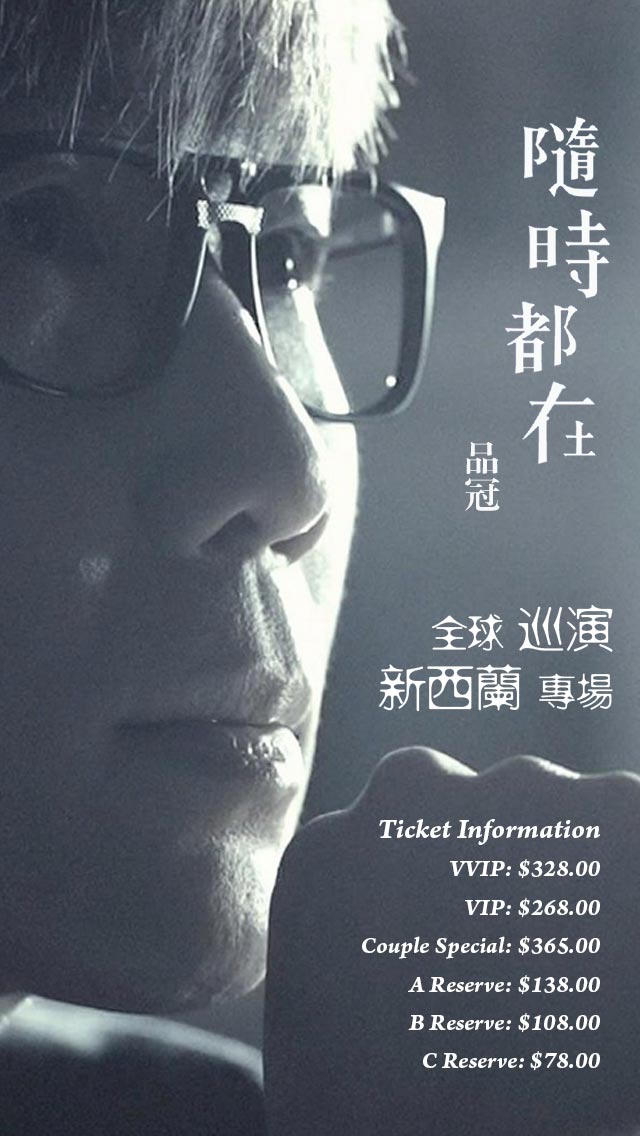 隨時都在
品冠
全球 巡演
新西蘭 專場
Ticket Information
VVIP: $328.00
VIP: $268.00
Couple Special: $365.00
A Reserve: $138.00
B Reserve: $108.00
C Reserve: $78.00